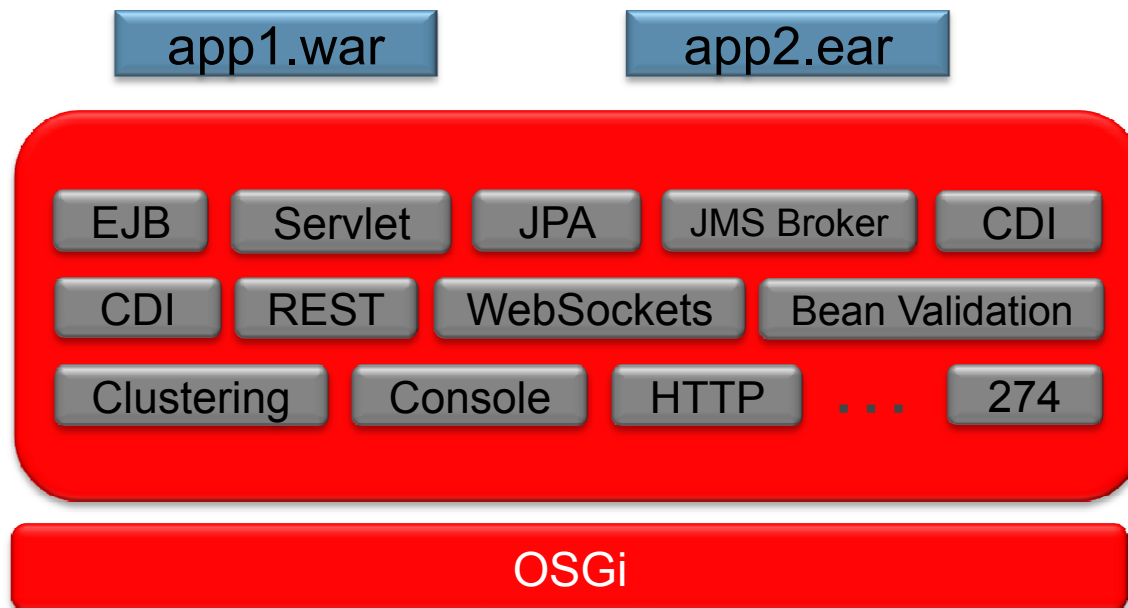 app1.war app2.ear
EJB Servlet JPA JMS Broker CDI
CDI REST WebSockets Bean Validation
Clustering Console HTTP ... 274
OSGi